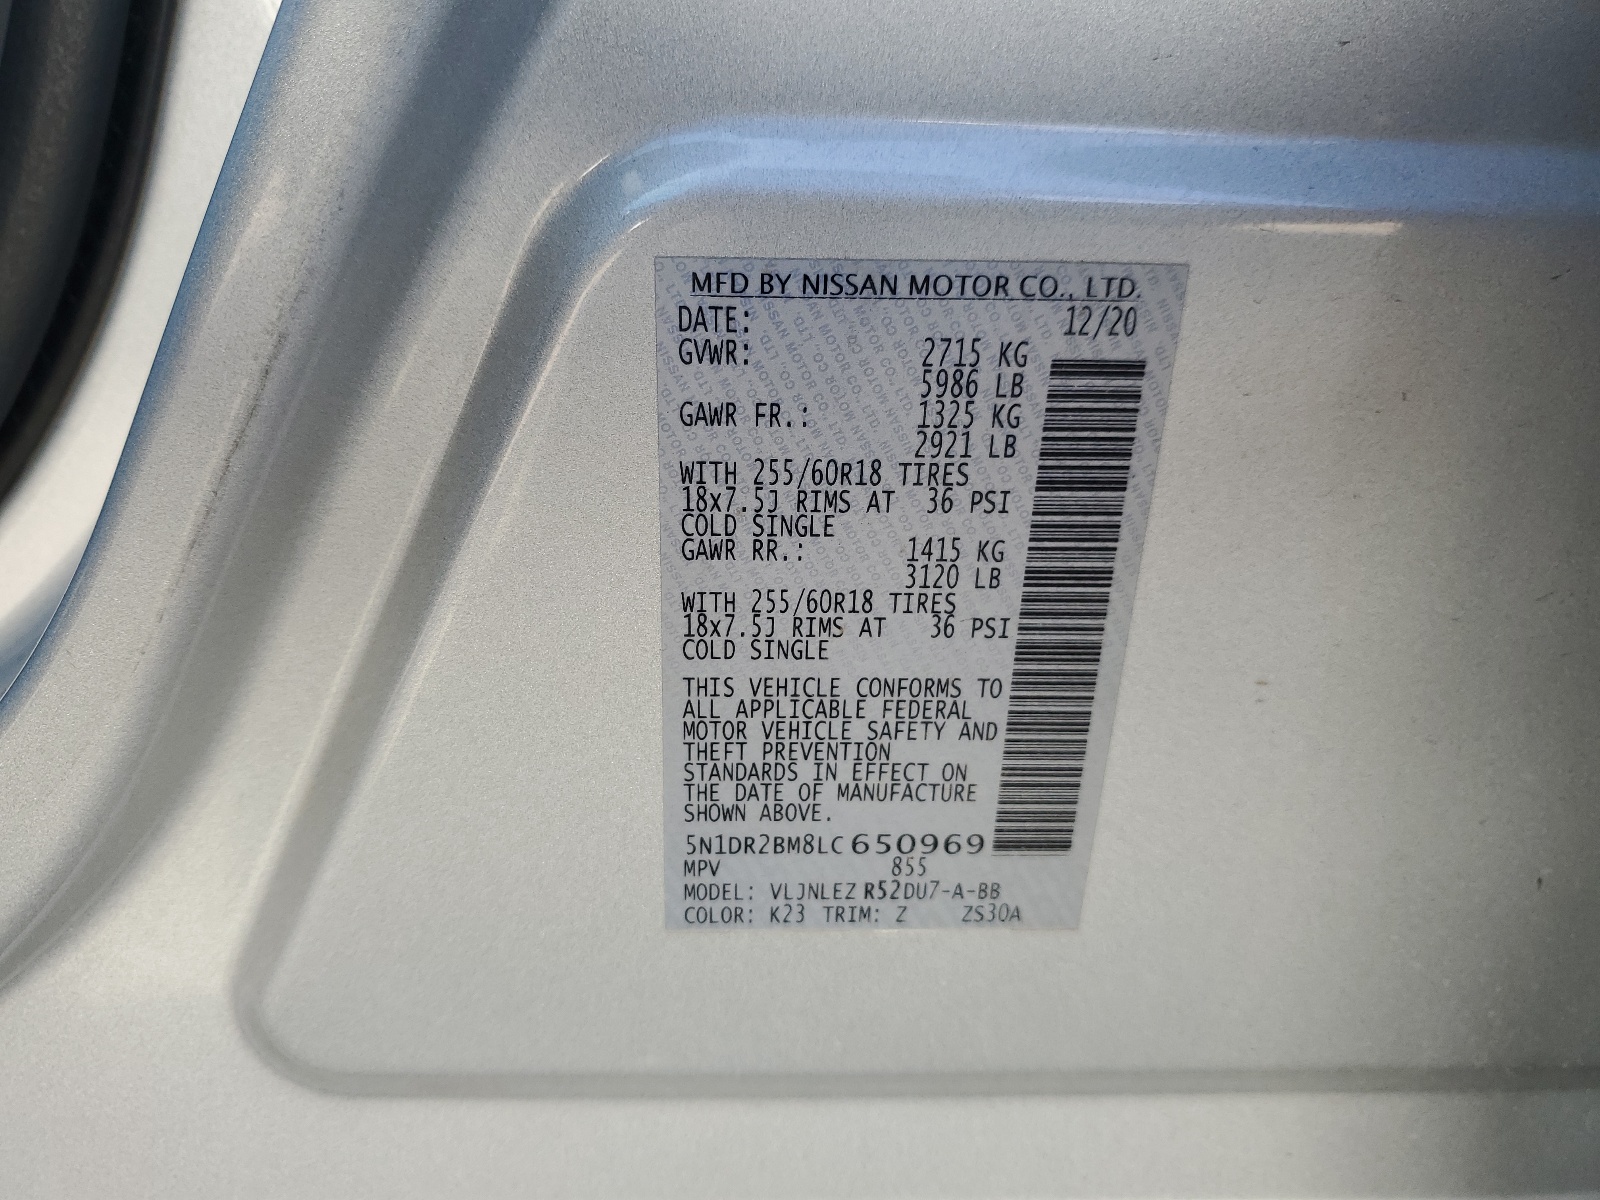 MFD BY NISSAN MOTOR CO., LTD.
DATE: 12/20
GVWR: 2715 KG
5986 LB
GAWR FR.: 1325 KG
2921 LB
WITH 255/60R18 TIRES
18x7.5J RIMS AT 36 PSI
COLD SINGLE
GAWR RR.: 1415 KG
3120 LB
WITH 255/60R18 TIRES
18x7.5J RIMS AT 36 PSI
COLD SINGLE
THIS VEHICLE CONFORMS TO
ALL APPLICABLE FEDERAL
MOTOR VEHICLE SAFETY AND
THEFT PREVENTION
STANDARDS IN EFFECT ON
THE DATE OF MANUFACTURE
SHOWN ABOVE.
5N1DR2BM8LC650969
MPV 855
MODEL: VLJNLEZ R52DU7-A-BB
COLOR: K23 TRIM: Z ZS30A